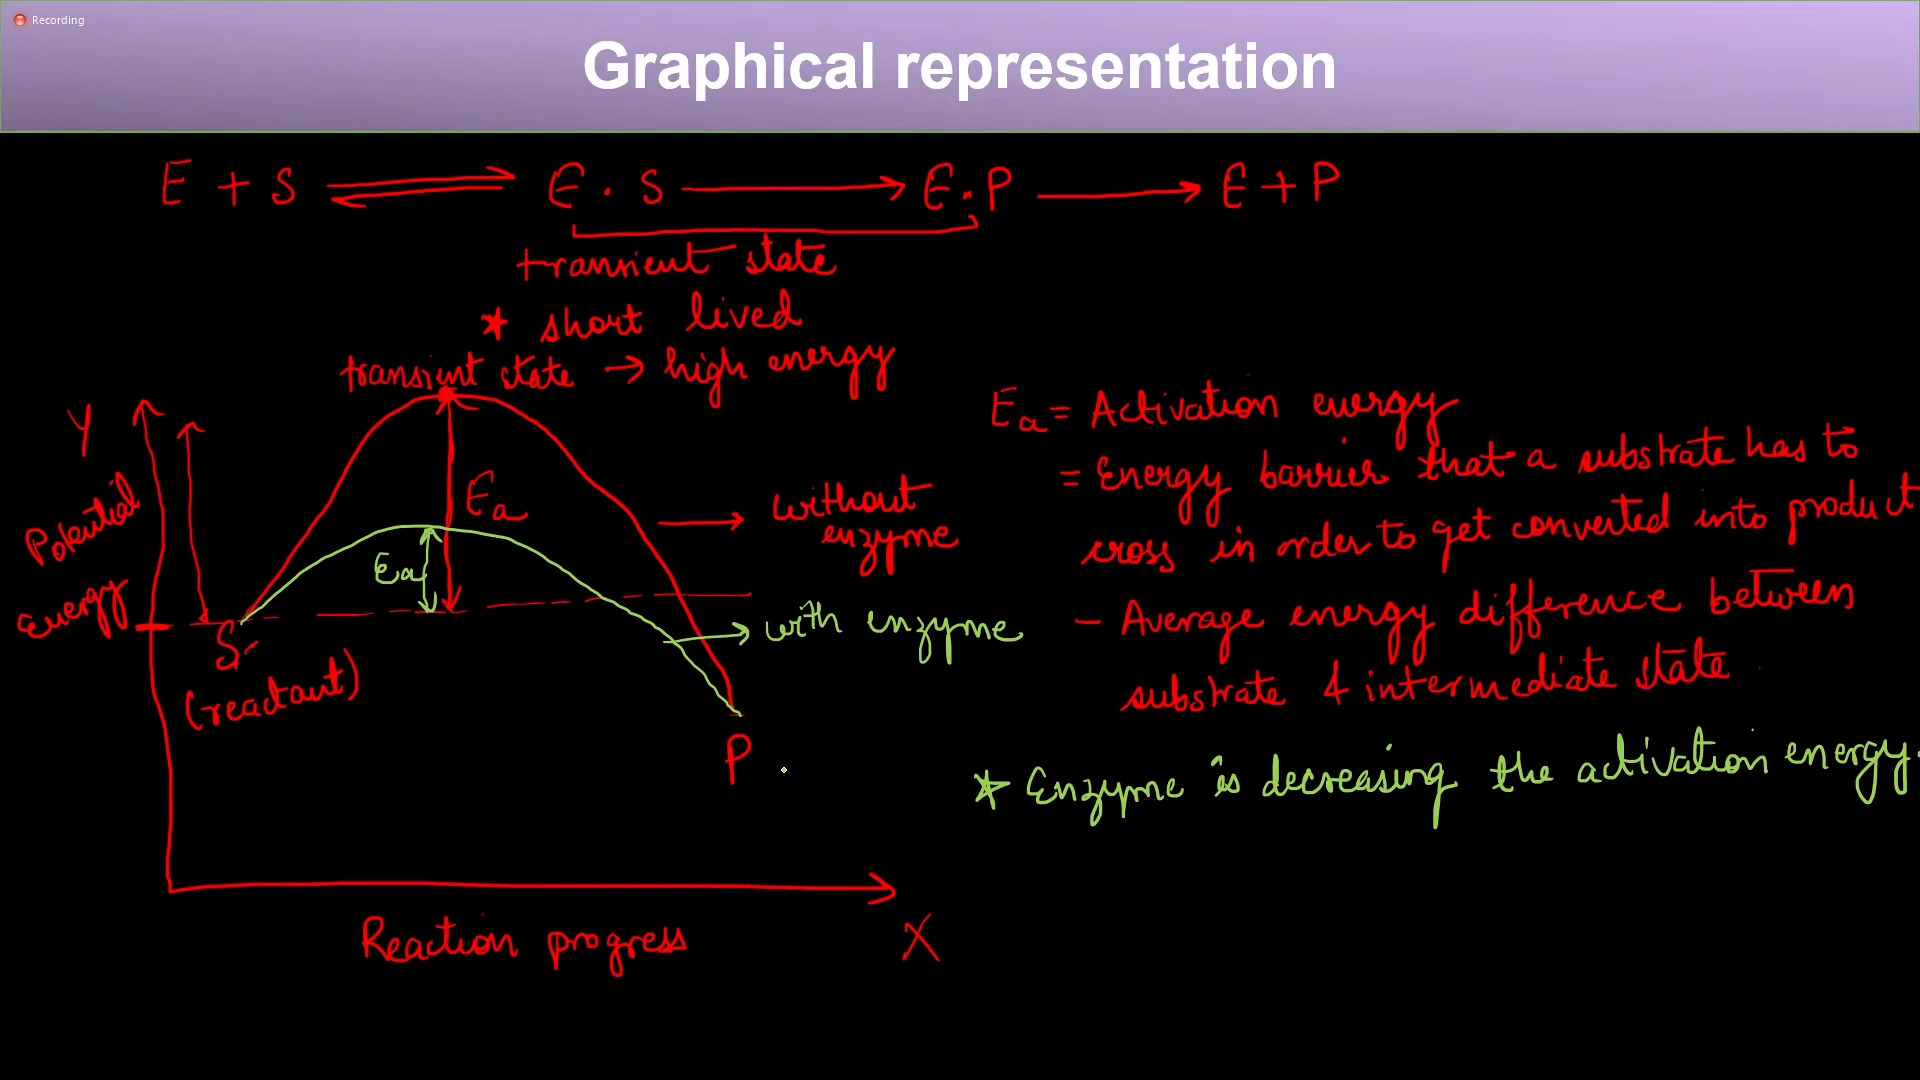 Recording
Graphical representation
E + S ⇌ E · S → E · P → E + P
transient state
* short lived
transient state → high energy
Y
Potential
Energy
Ea
Ea
→ without
enzyme
→ with enzyme
S
(reactant)
P
Reaction progress
X
Ea = Activation energy
= Energy barrier that a substrate has to
cross in order to get converted into product
- Average energy difference between
substrate & intermediate state
* Enzyme is decreasing the activation energy.